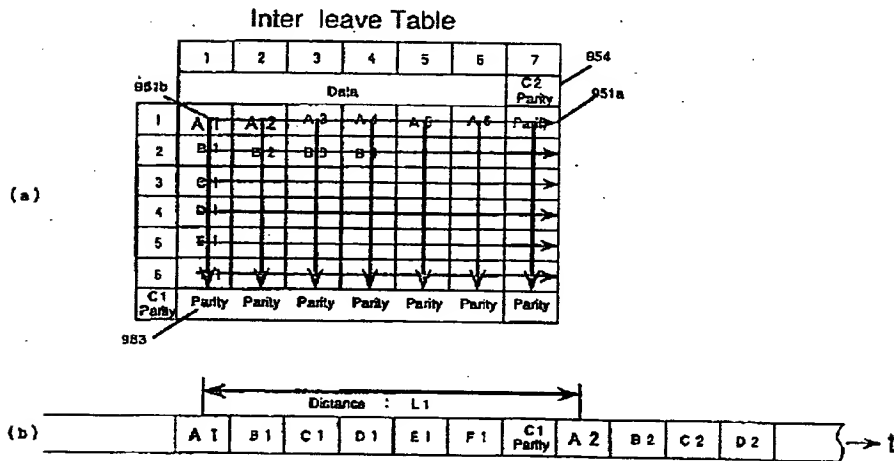 Inter leave Table
1 2 3 4 5 6 7
954
Data
C2 Parity
951b
951a
1 A 1 A 2 A 3 A 4 A 5 A 6 Parity
2 B 1 B 2 B 3 B 4
(a)
3 C 1
4 D 1
5 E 1
6 F 1
C1 Parity Parity Parity Parity Parity Parity Parity Parity
983
Distance : L1
(b) A 1 B 1 C 1 D 1 E 1 F 1 C1 Parity A 2 B 2 C 2 D 2 t